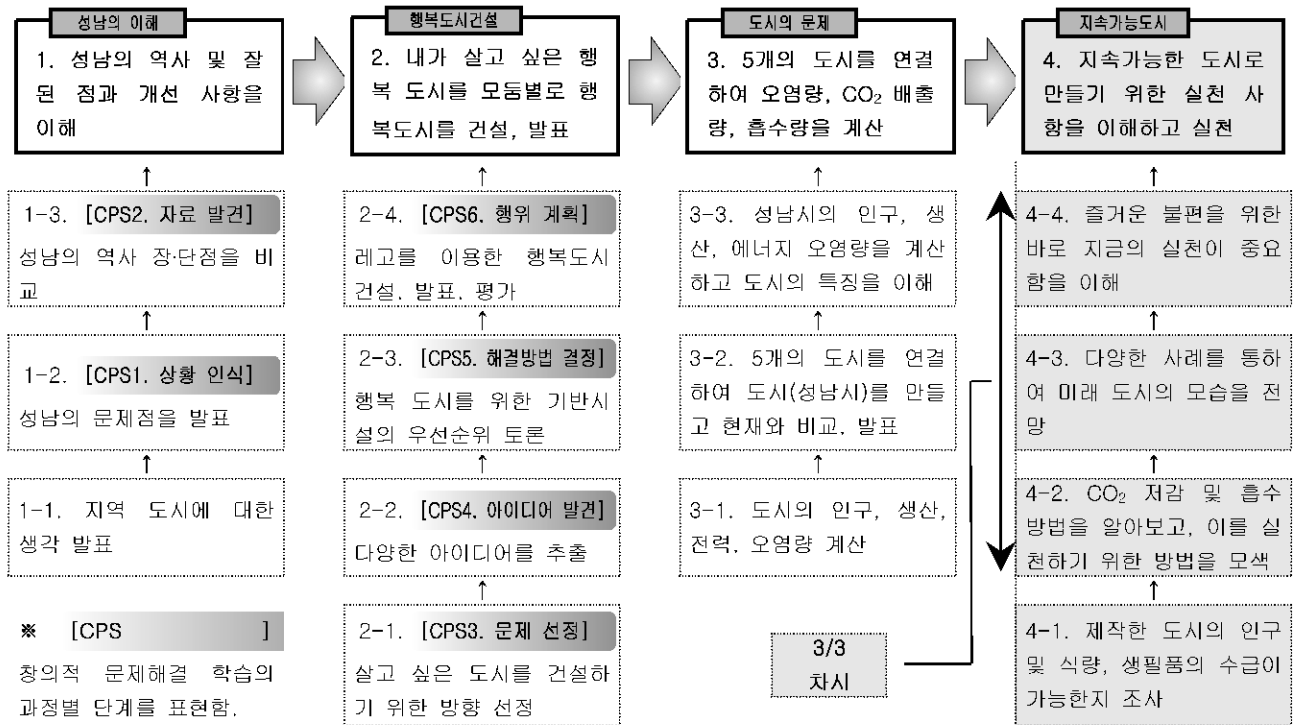 성남의 이해
1. 성남의 역사 및 잘
된 점과 개선 사항을
이해
1-3. [CPS2. 자료 발견]
성남의 역사 장·단점을 비
교
1-2. [CPS1. 상황 인식]
성남의 문제점을 발표
1-1. 지역 도시에 대한
생각 발표
※ [CPS ]
창의적 문제해결 학습의
과정별 단계를 표현함.
행복도시건설
2. 내가 살고 싶은 행
복 도시를 모둠별로 행
복도시를 건설, 발표
2-4. [CPS6. 행위 계획]
레고를 이용한 행복도시
건설, 발표, 평가
2-3. [CPS5. 해결방법 결정]
행복 도시를 위한 기반시
설의 우선순위 토론
2-2. [CPS4. 아이디어 발견]
다양한 아이디어를 추출
2-1. [CPS3. 문제 선정]
살고 싶은 도시를 건설하
기 위한 방향 선정
도시의 문제
3. 5개의 도시를 연결
하여 오염량, CO₂ 배출
량, 흡수량을 계산
3-3. 성남시의 인구, 생
산, 에너지 오염량을 계산
하고 도시의 특징을 이해
3-2. 5개의 도시를 연결
하여 도시(성남시)를 만들
고 현재와 비교, 발표
3-1. 도시의 인구, 생산,
전력, 오염량 계산
3/3
차시
지속가능도시
4. 지속가능한 도시로
만들기 위한 실천 사
항을 이해하고 실천
4-4. 즐거운 불편을 위한
바로 지금의 실천이 중요
함을 이해
4-3. 다양한 사례를 통하
여 미래 도시의 모습을 전
망
4-2. CO₂ 저감 및 흡수
방법을 알아보고, 이를 실
천하기 위한 방법을 모색
4-1. 제작한 도시의 인구
및 식량, 생필품의 수급이
가능한지 조사